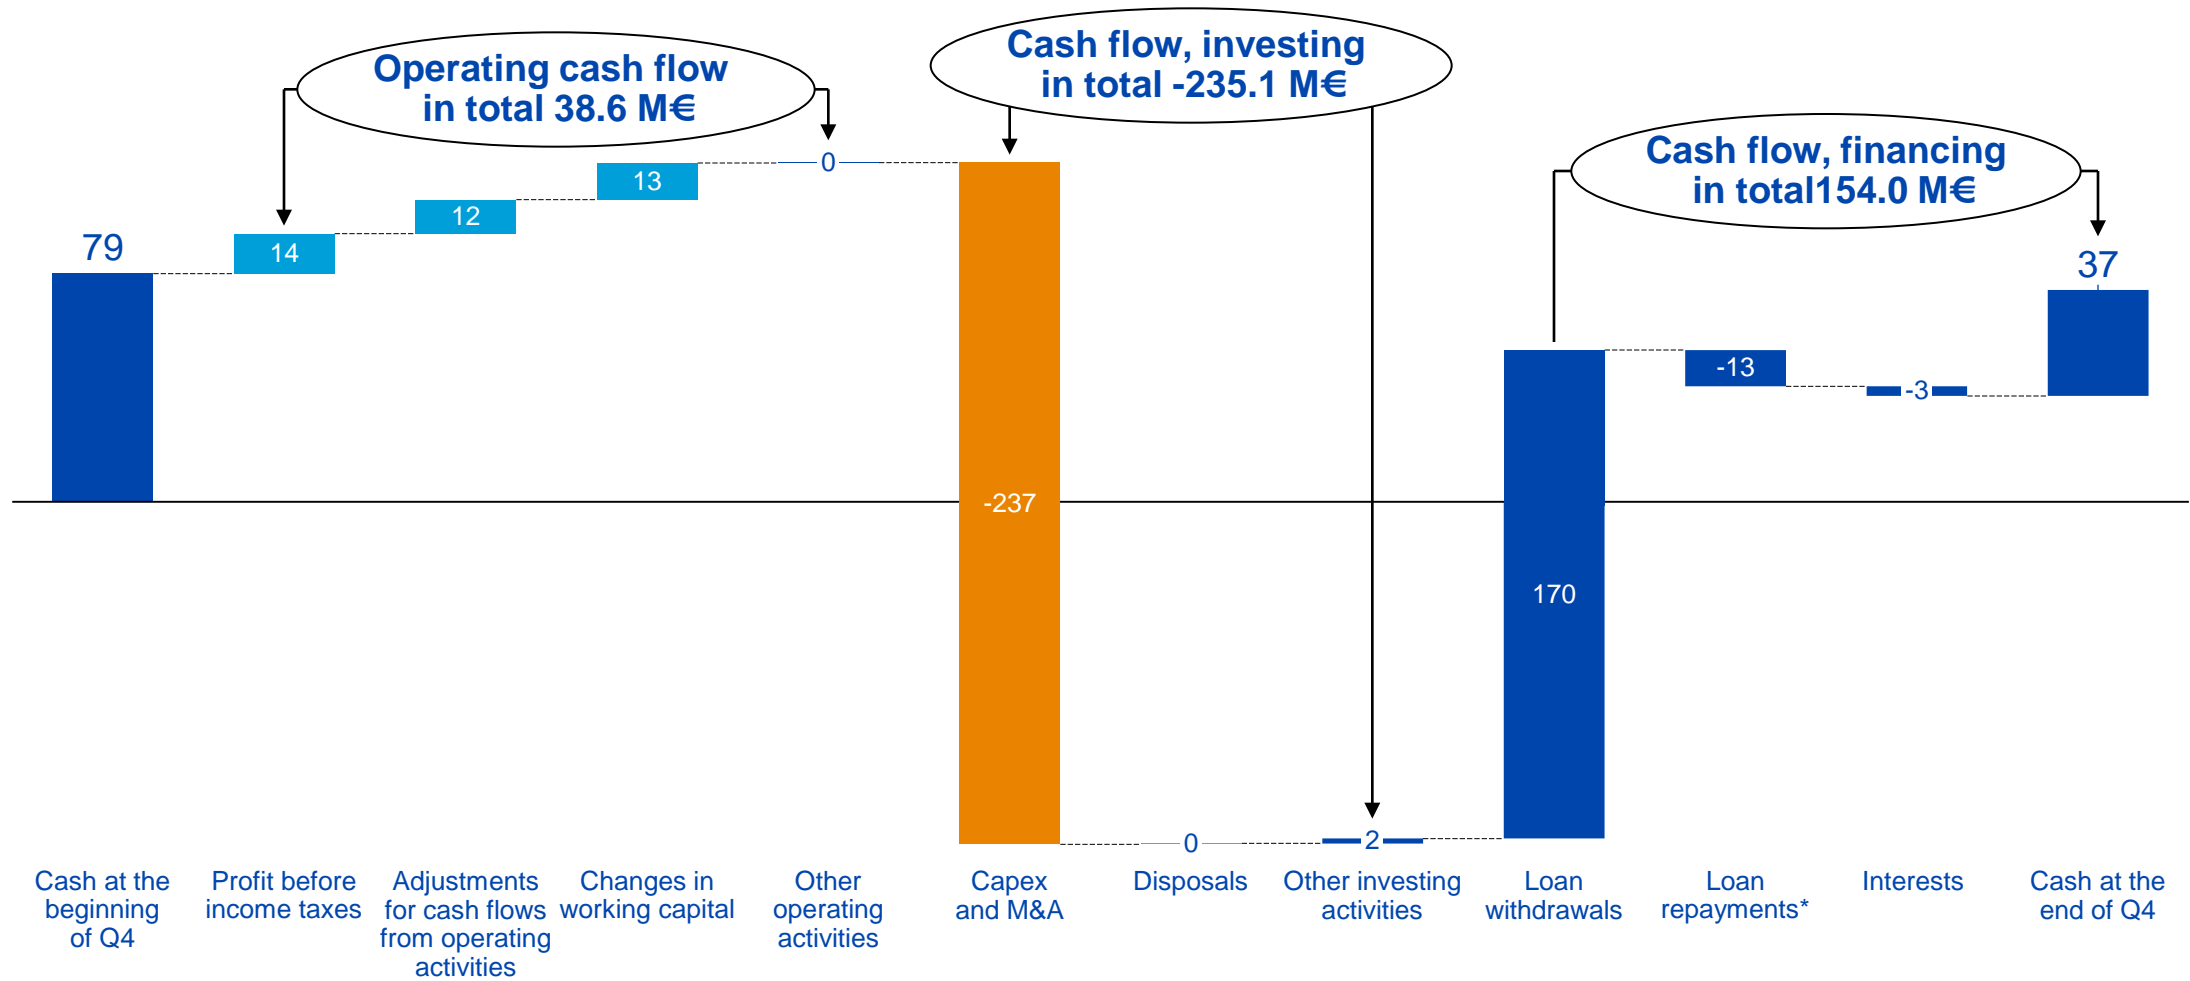 Operating cash flow
in total 38.6 M€
Cash flow, investing
in total -235.1 M€
Cash flow, financing
in total154.0 M€
79
14
12
13
0
-237
0
2
170
-13
-3
37
Cash at the
beginning
of Q4
Profit before
income taxes
Adjustments
for cash flows
from operating
activities
Changes in
working capital
Other
operating
activities
Capex
and M&A
Disposals
Other investing
activities
Loan
withdrawals
Loan
repayments*
Interests
Cash at the
end of Q4